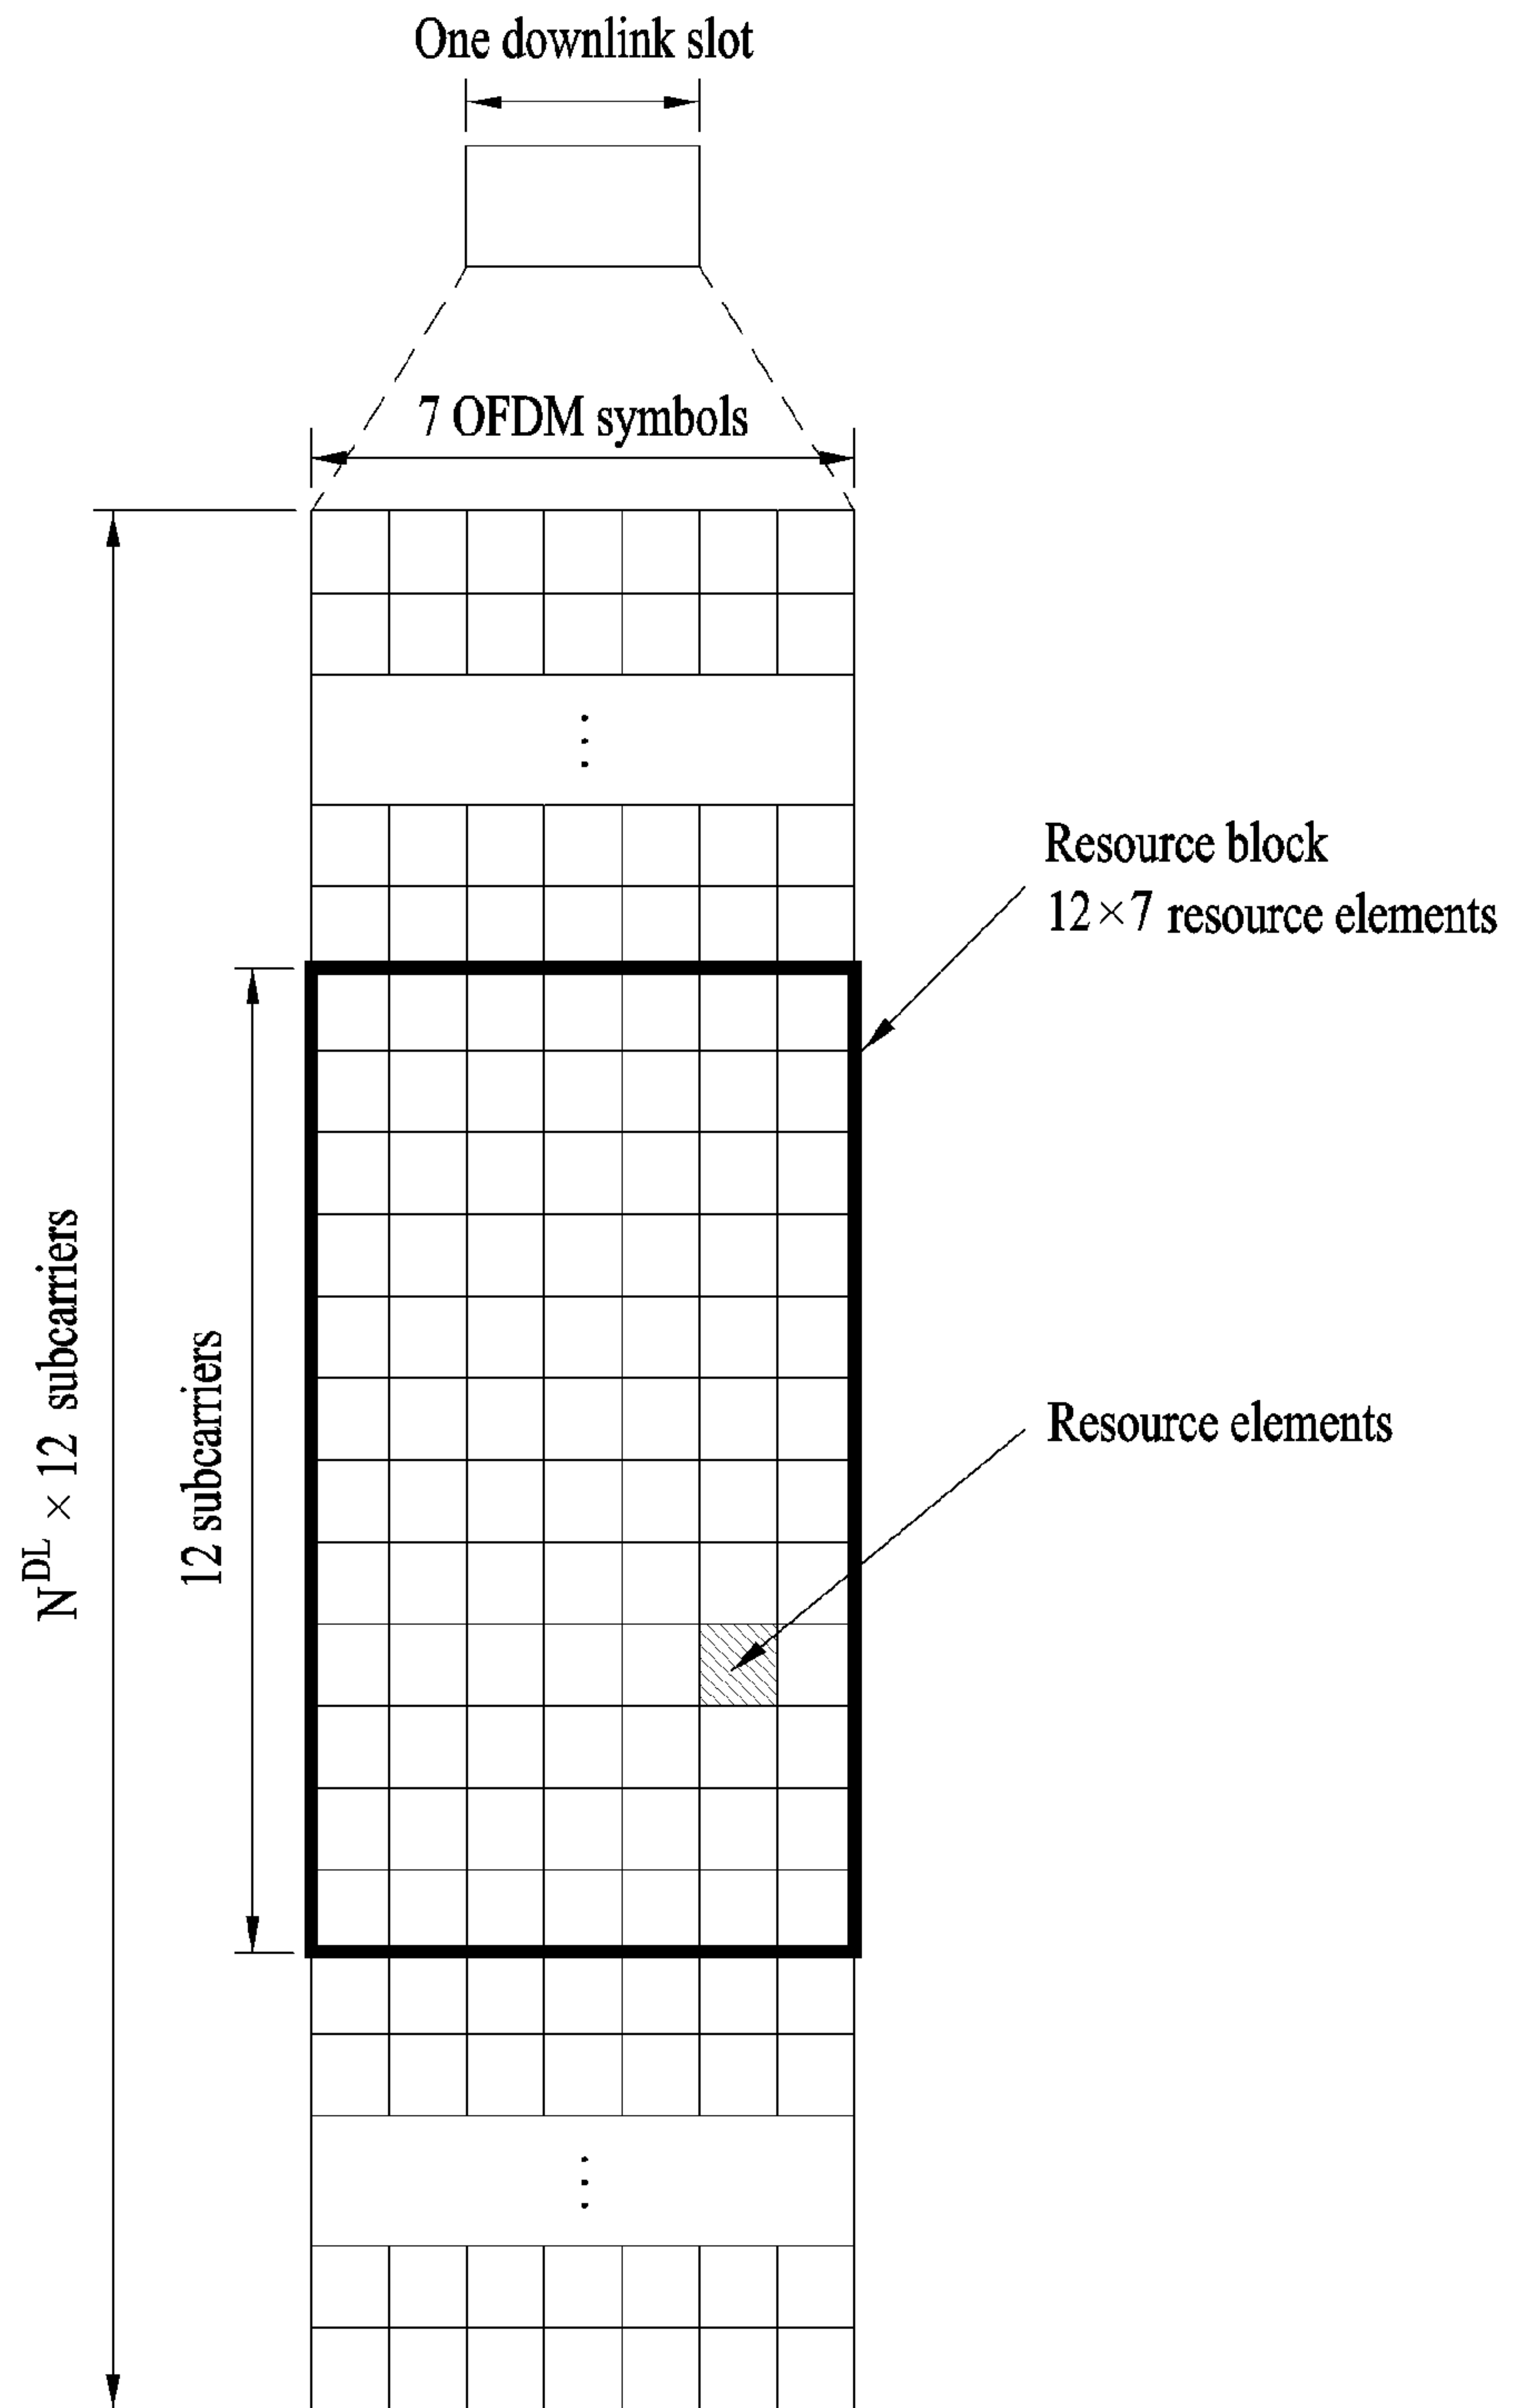 One downlink slot
7 OFDM symbols
Resource block
12×7 resource elements
Resource elements
12 subcarriers
N^DL × 12 subcarriers